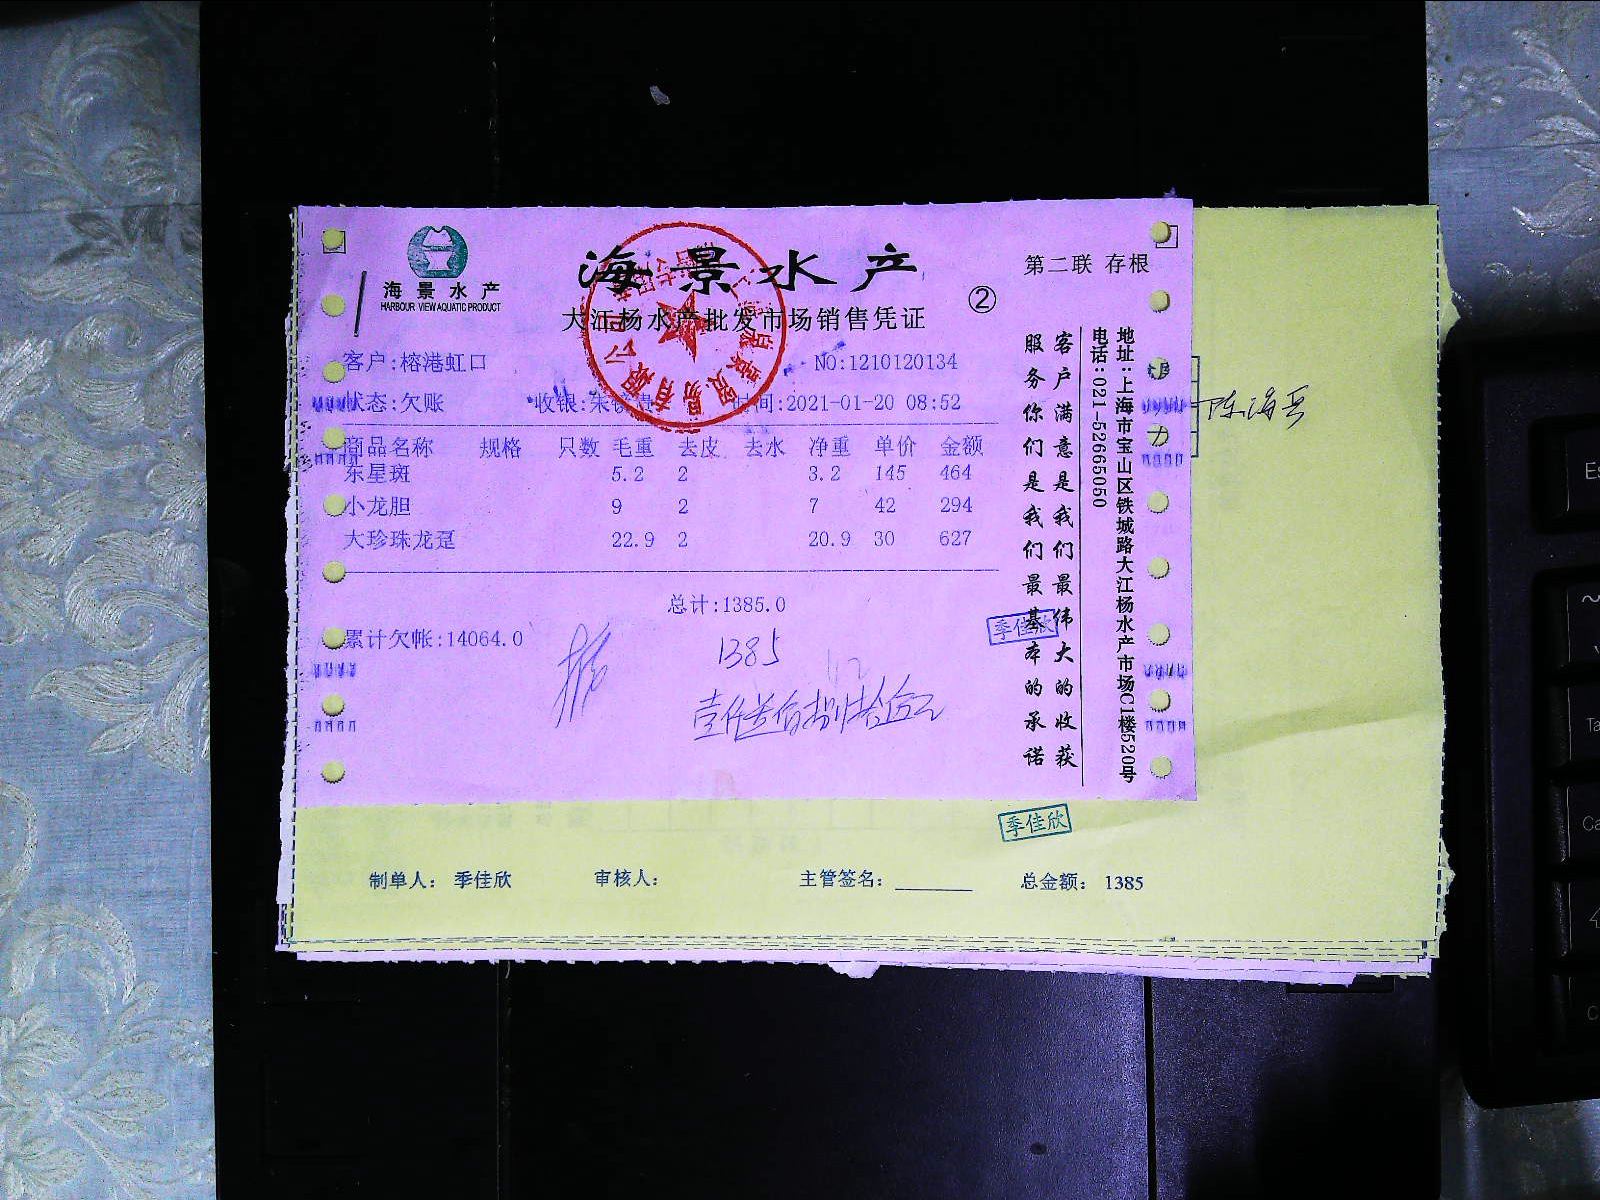 海景水产
HARBOUR VIEW AQUATIC PRODUCT
海景水产
大江杨水产批发市场销售凭证
②
第二联 存根
客户:榕港虹口 NO:1210120134
状态:欠账 收银:朱 时间:2021-01-20 08:52
商品名称 规格 只数 毛重 去皮 去水 净重 单价 金额
东星斑 5.2 2 3.2 145 464
小龙胆 9 2 7 42 294
大珍珠龙趸 22.9 2 20.9 30 627
总计:1385.0
累计欠帐:14064.0
1385
壹仟叁佰捌拾伍元
客户满意是我们最伟大的收获
服务你们是我们最基本的承诺
地址:上海市宝山区铁城路大江杨水产市场C1楼520号
电话:021-52665050
季佳欣
季佳欣
制单人: 季佳欣 审核人: 主管签名: 总金额: 1385